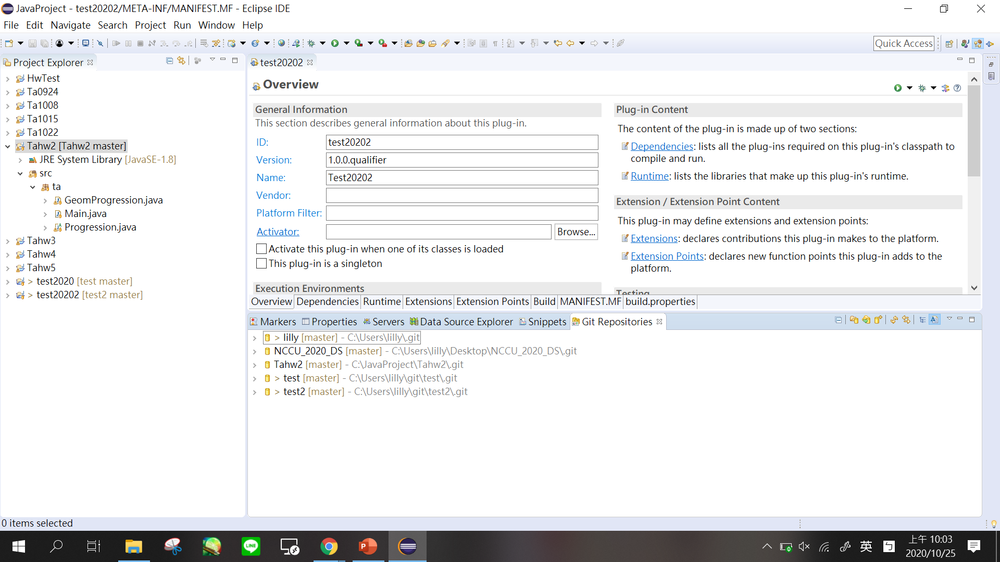 JavaProject - test20202/META-INF/MANIFEST.MF - Eclipse IDE
File Edit Navigate Search Project Run Window Help
Quick Access
Project Explorer
HwTest
Ta0924
Ta1008
Ta1015
Ta1022
Tahw2 [Tahw2 master]
JRE System Library [JavaSE-1.8]
src
ta
GeomProgression.java
Main.java
Progression.java
Tahw3
Tahw4
Tahw5
> test2020 [test master]
> test20202 [test2 master]
test20202
Overview
General Information
This section describes general information about this plug-in.
ID: test20202
Version: 1.0.0.qualifier
Name: Test20202
Vendor:
Platform Filter:
Activator: Browse...
Activate this plug-in when one of its classes is loaded
This plug-in is a singleton
Execution Environments
Plug-in Content
The content of the plug-in is made up of two sections:
Dependencies: lists all the plug-ins required on this plug-in's classpath to
compile and run.
Runtime: lists the libraries that make up this plug-in's runtime.
Extension / Extension Point Content
This plug-in may define extensions and extension points:
Extensions: declares contributions this plug-in makes to the platform.
Extension Points: declares new function points this plug-in adds to the
platform.
Testing
Overview Dependencies Runtime Extensions Extension Points Build MANIFEST.MF build.properties
Markers Properties Servers Data Source Explorer Snippets Git Repositories
> lilly [master] - C:\Users\lilly\.git
NCCU_2020_DS [master] - C:\Users\lilly\Desktop\NCCU_2020_DS\.git
Tahw2 [master] - C:\JavaProject\Tahw2\.git
> test [master] - C:\Users\lilly\git\test\.git
> test2 [master] - C:\Users\lilly\git\test2\.git
0 items selected
LINE
P
英
ㄅ
上午 10:03
2020/10/25